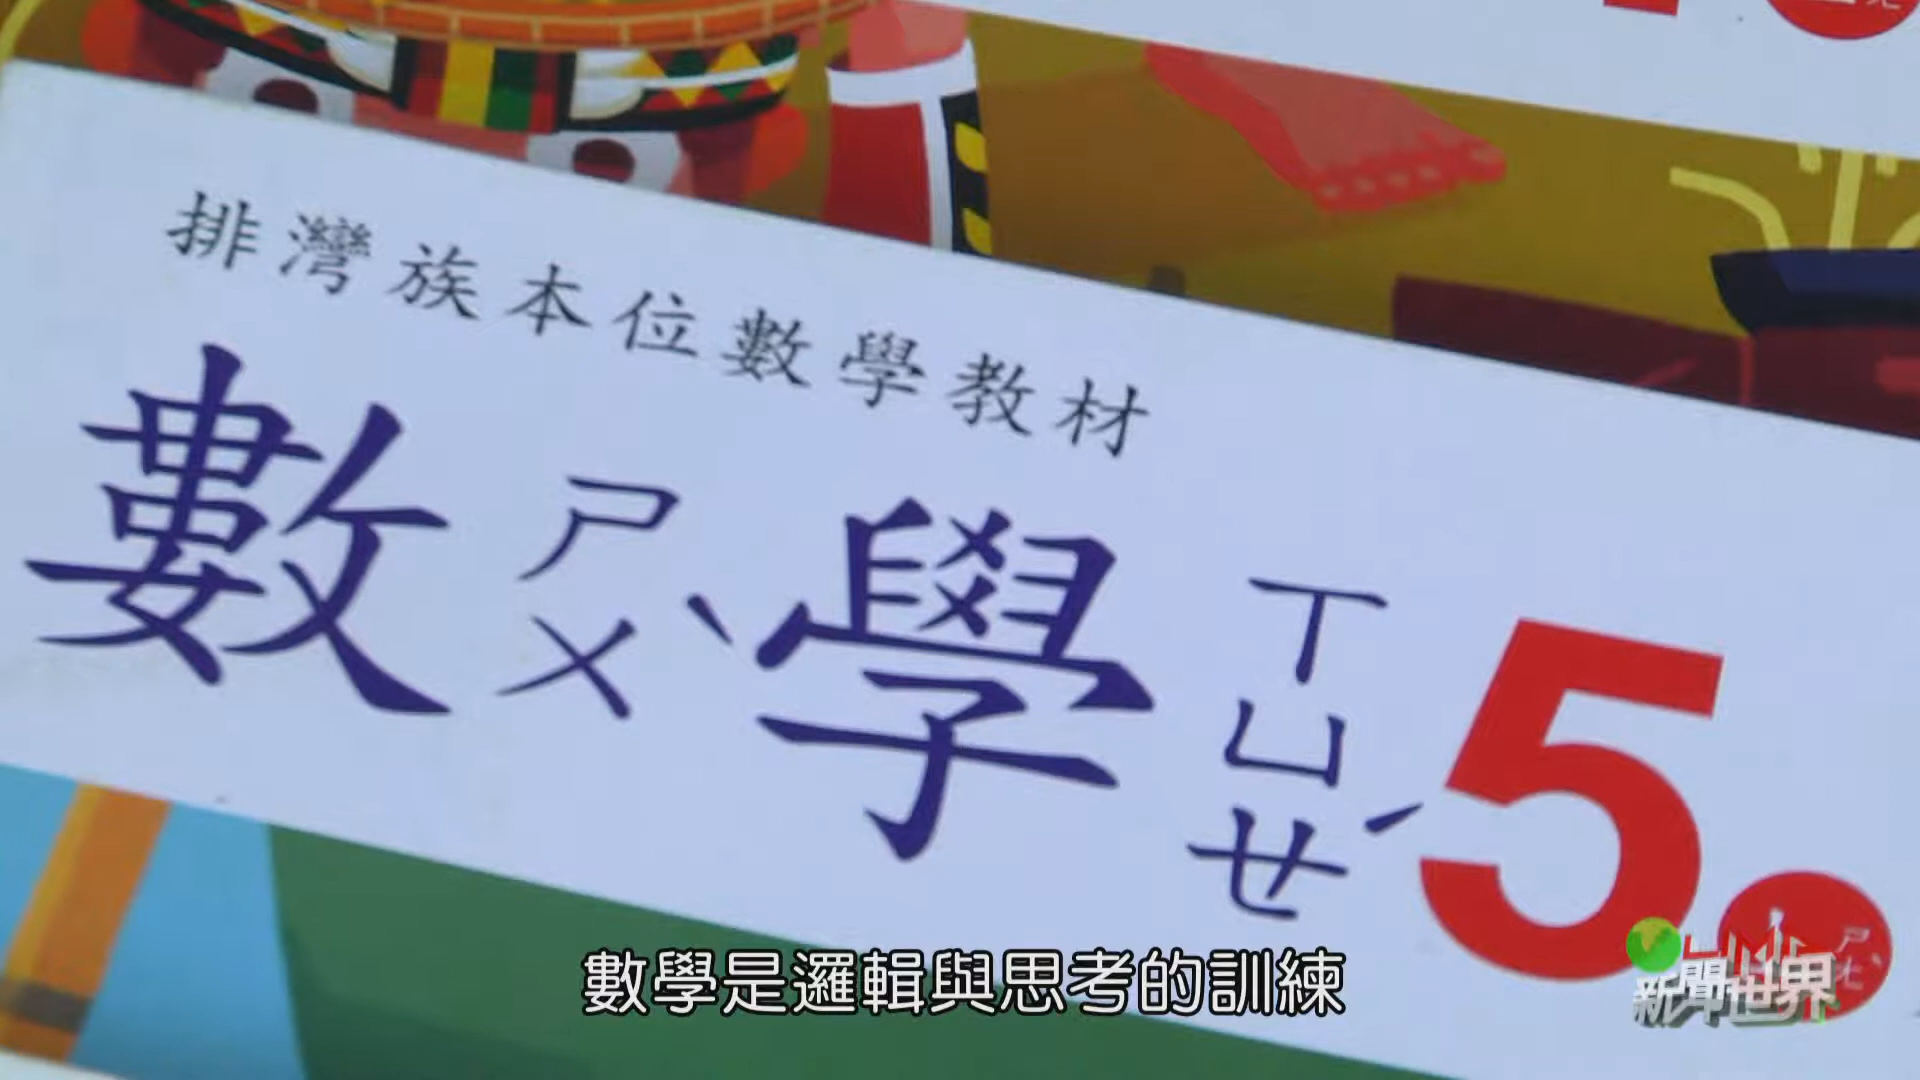 排灣族本位數學教材
數ㄕㄨˋ學ㄒㄩㄝˊ5
數學是邏輯與思考的訓練
新聞世界